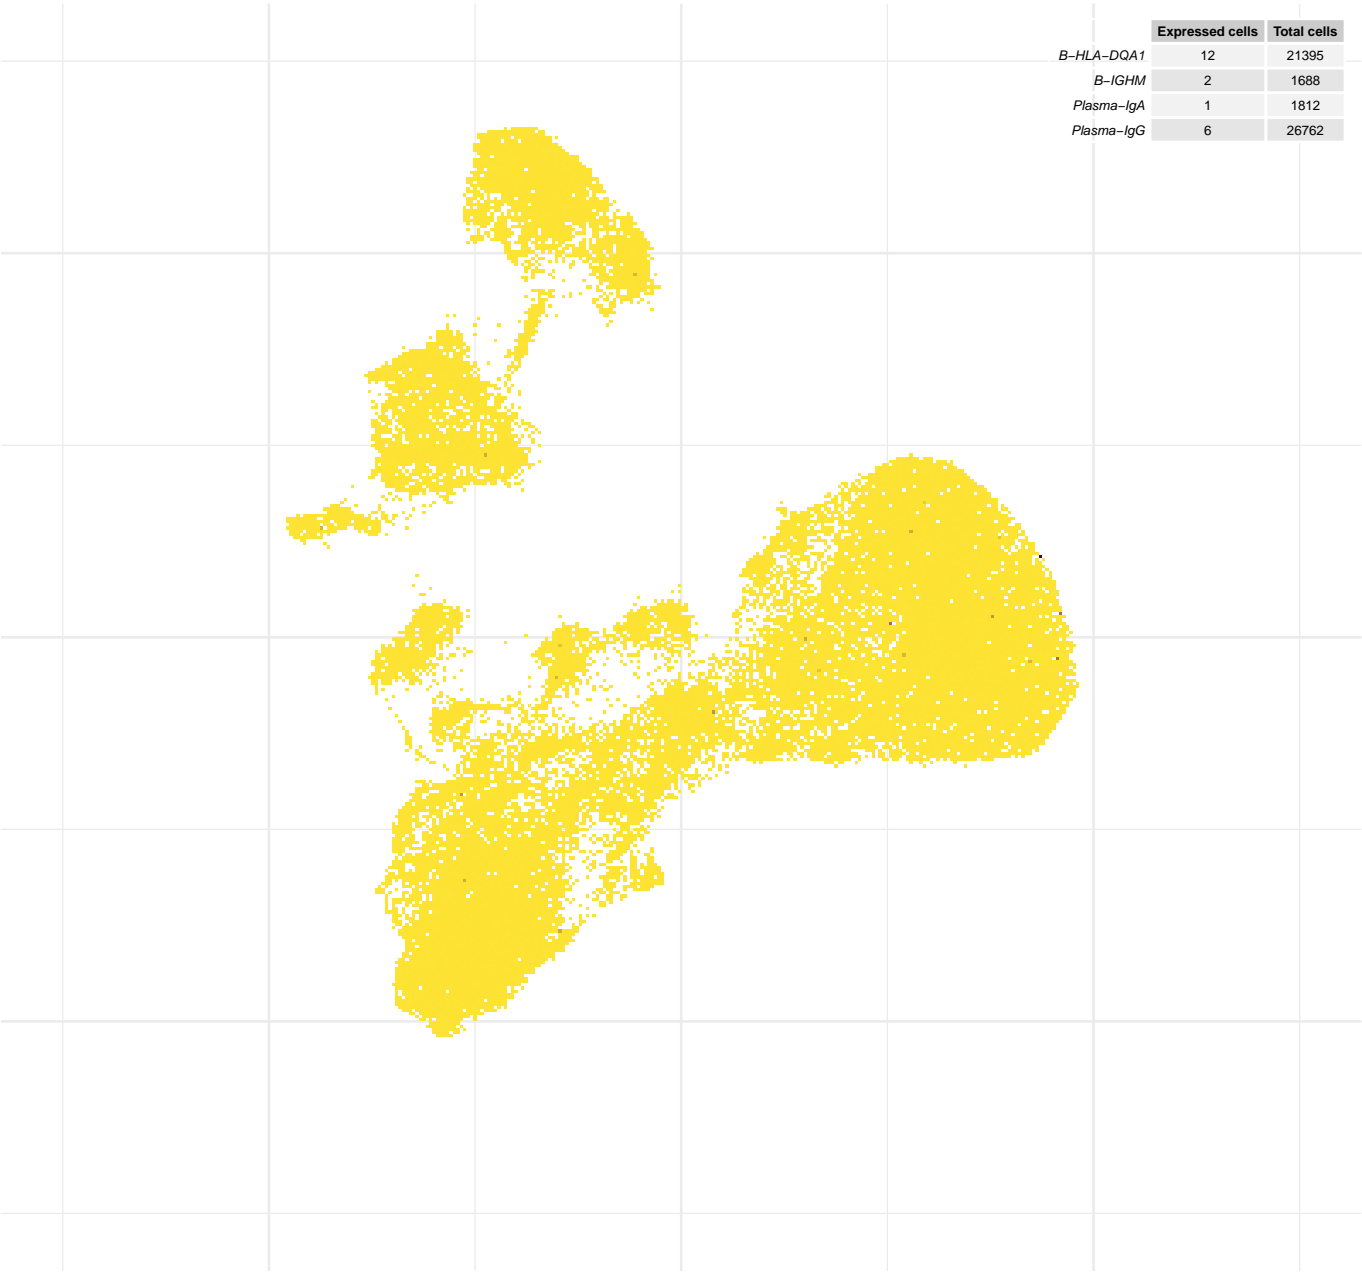 Expressed cells Total cells
B−HLA−DQA1 12 21395
B−IGHM 2 1688
Plasma−IgA 1 1812
Plasma−IgG 6 26762